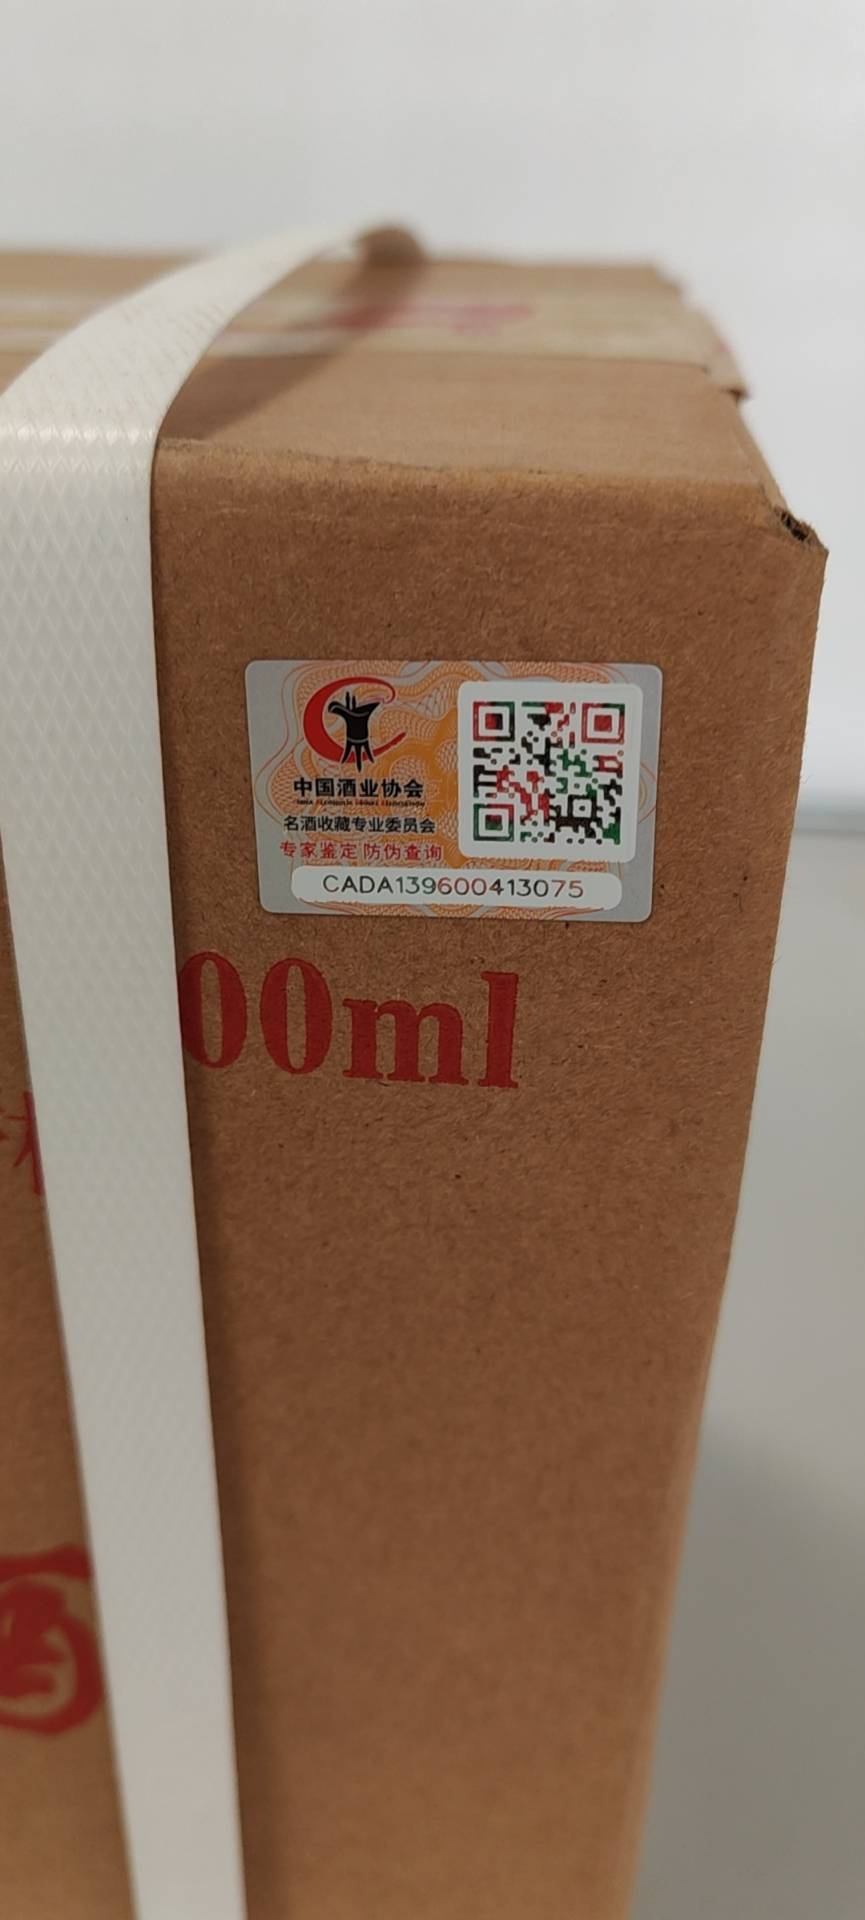 中国酒业协会
名酒收藏专业委员会
专家鉴定 防伪查询
CADA139600413075
00ml